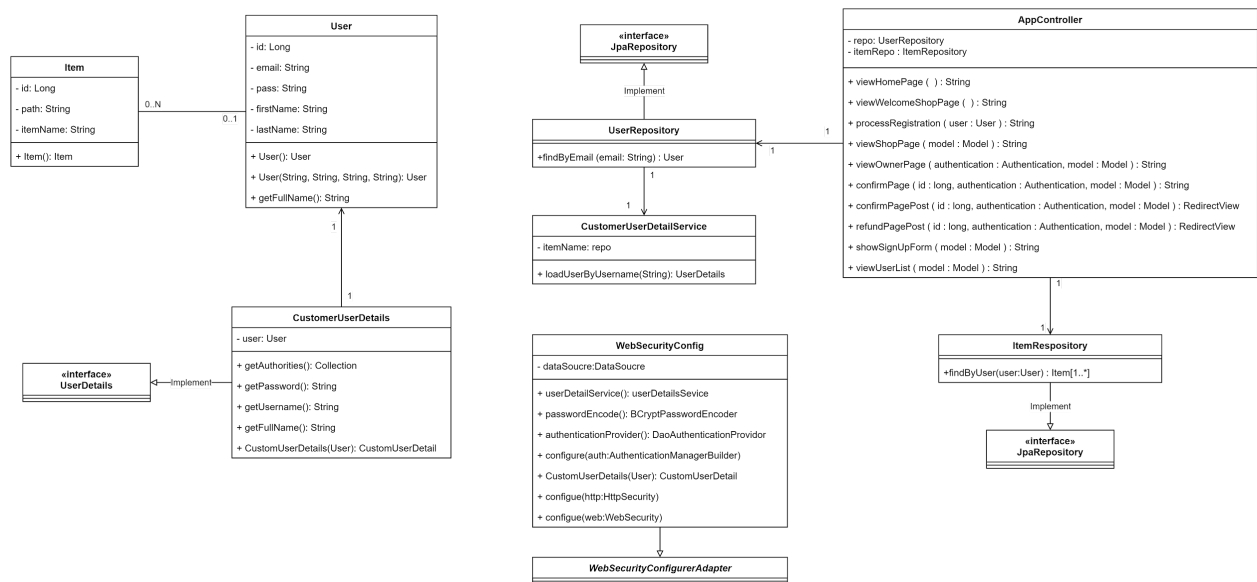 Item
- id: Long
- path: String
- itemName: String
+ Item(): Item
0..N
0..1
User
- id: Long
- email: String
- pass: String
- firstName: String
- lastName: String
+ User(): User
+ User(String, String, String, String): User
+ getFullName(): String
1
1
CustomerUserDetails
- user: User
+ getAuthorities(): Collection
+ getPassword(): String
+ getUsername(): String
+ getFullName(): String
+ CustomUserDetails(User): CustomUserDetail
Implement
«interface»
UserDetails
«interface»
JpaRepository
Implement
UserRepository
+findByEmail (email: String) : User
1
1
CustomerUserDetailService
- itemName: repo
+ loadUserByUsername(String): UserDetails
WebSecurityConfig
- dataSoucre:DataSoucre
+ userDetailService(): userDetailsSevice
+ passwordEncode(): BCryptPasswordEncoder
+ authenticationProvider(): DaoAuthenticationProvidor
+ configure(auth:AuthenticationManagerBuilder)
+ CustomUserDetails(User): CustomUserDetail
+ configue(http:HttpSecurity)
+ configue(web:WebSecurity)
WebSecurityConfigurerAdapter
1
1
AppController
- repo: UserRepository
- itemRepo : ItemRepository
+ viewHomePage ( ) : String
+ viewWelcomeShopPage ( ) : String
+ processRegistration ( user : User ) : String
+ viewShopPage ( model : Model ) : String
+ viewOwnerPage ( authentication : Authentication, model : Model ) : String
+ confirmPage ( id : long, authentication : Authentication, model : Model ) : String
+ confirmPagePost ( id : long, authentication : Authentication, model : Model ) : RedirectView
+ refundPagePost ( id : long, authentication : Authentication, model : Model ) : RedirectView
+ showSignUpForm ( model : Model ) : String
+ viewUserList ( model : Model ) : String
1
1
ItemRespository
+findByUser(user:User) : Item[1..*]
Implement
«interface»
JpaRepository